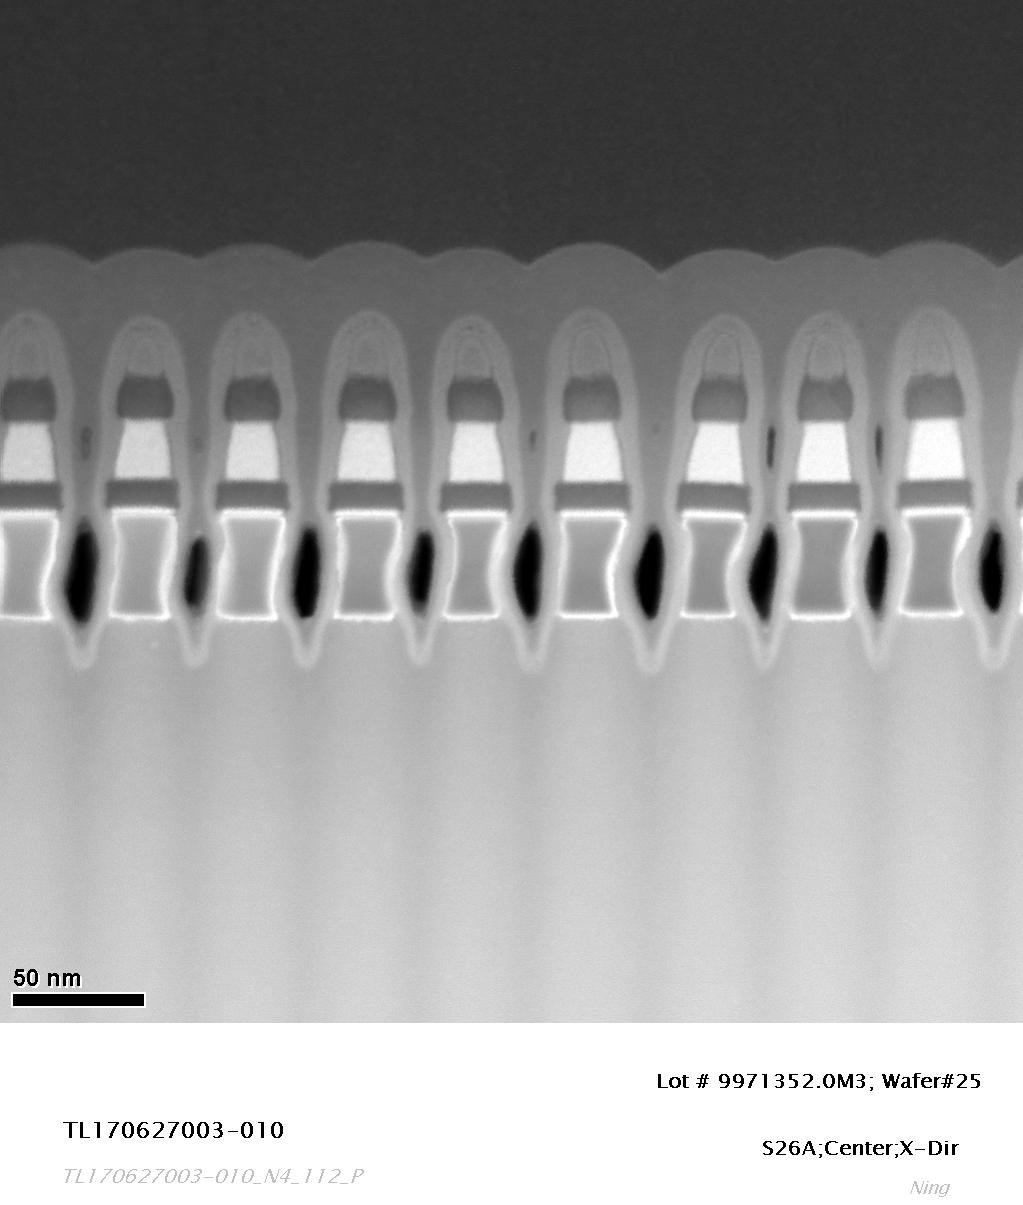 50 nm
Lot # 9971352.0M3; Wafer#25
TL170627003-010
S26A;Center;X-Dir
TL170627003-010_N4_112_P
Ning